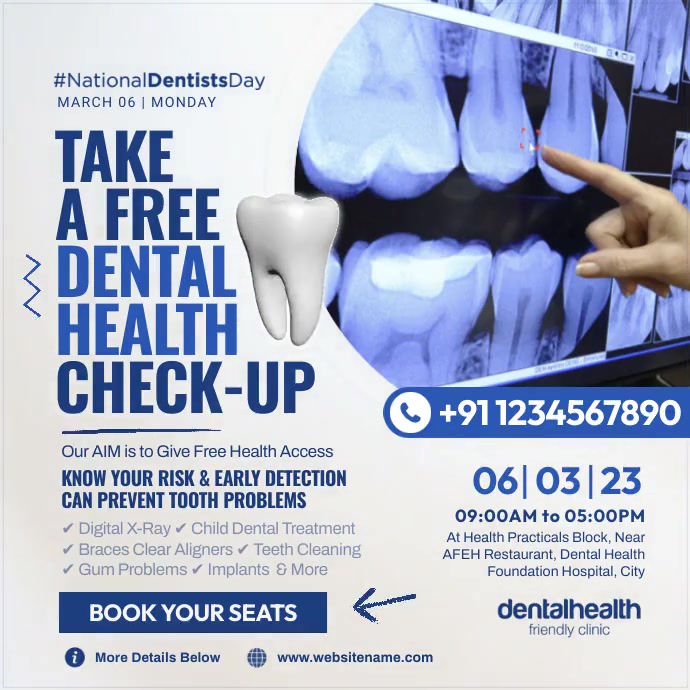 #NationalDentistsDay
MARCH 06 | MONDAY
TAKE
A FREE
DENTAL
HEALTH
CHECK-UP
Our AIM is to Give Free Health Access
KNOW YOUR RISK & EARLY DETECTION
CAN PREVENT TOOTH PROBLEMS
✔ Digital X-Ray ✔ Child Dental Treatment
✔ Braces Clear Aligners ✔ Teeth Cleaning
✔ Gum Problems ✔ Implants & More
BOOK YOUR SEATS
More Details Below
www.websitename.com
+91 1234567890
06| 03 | 23
09:00AM to 05:00PM
At Health Practicals Block, Near
AFEH Restaurant, Dental Health
Foundation Hospital, City
dentalhealth
friendly clinic